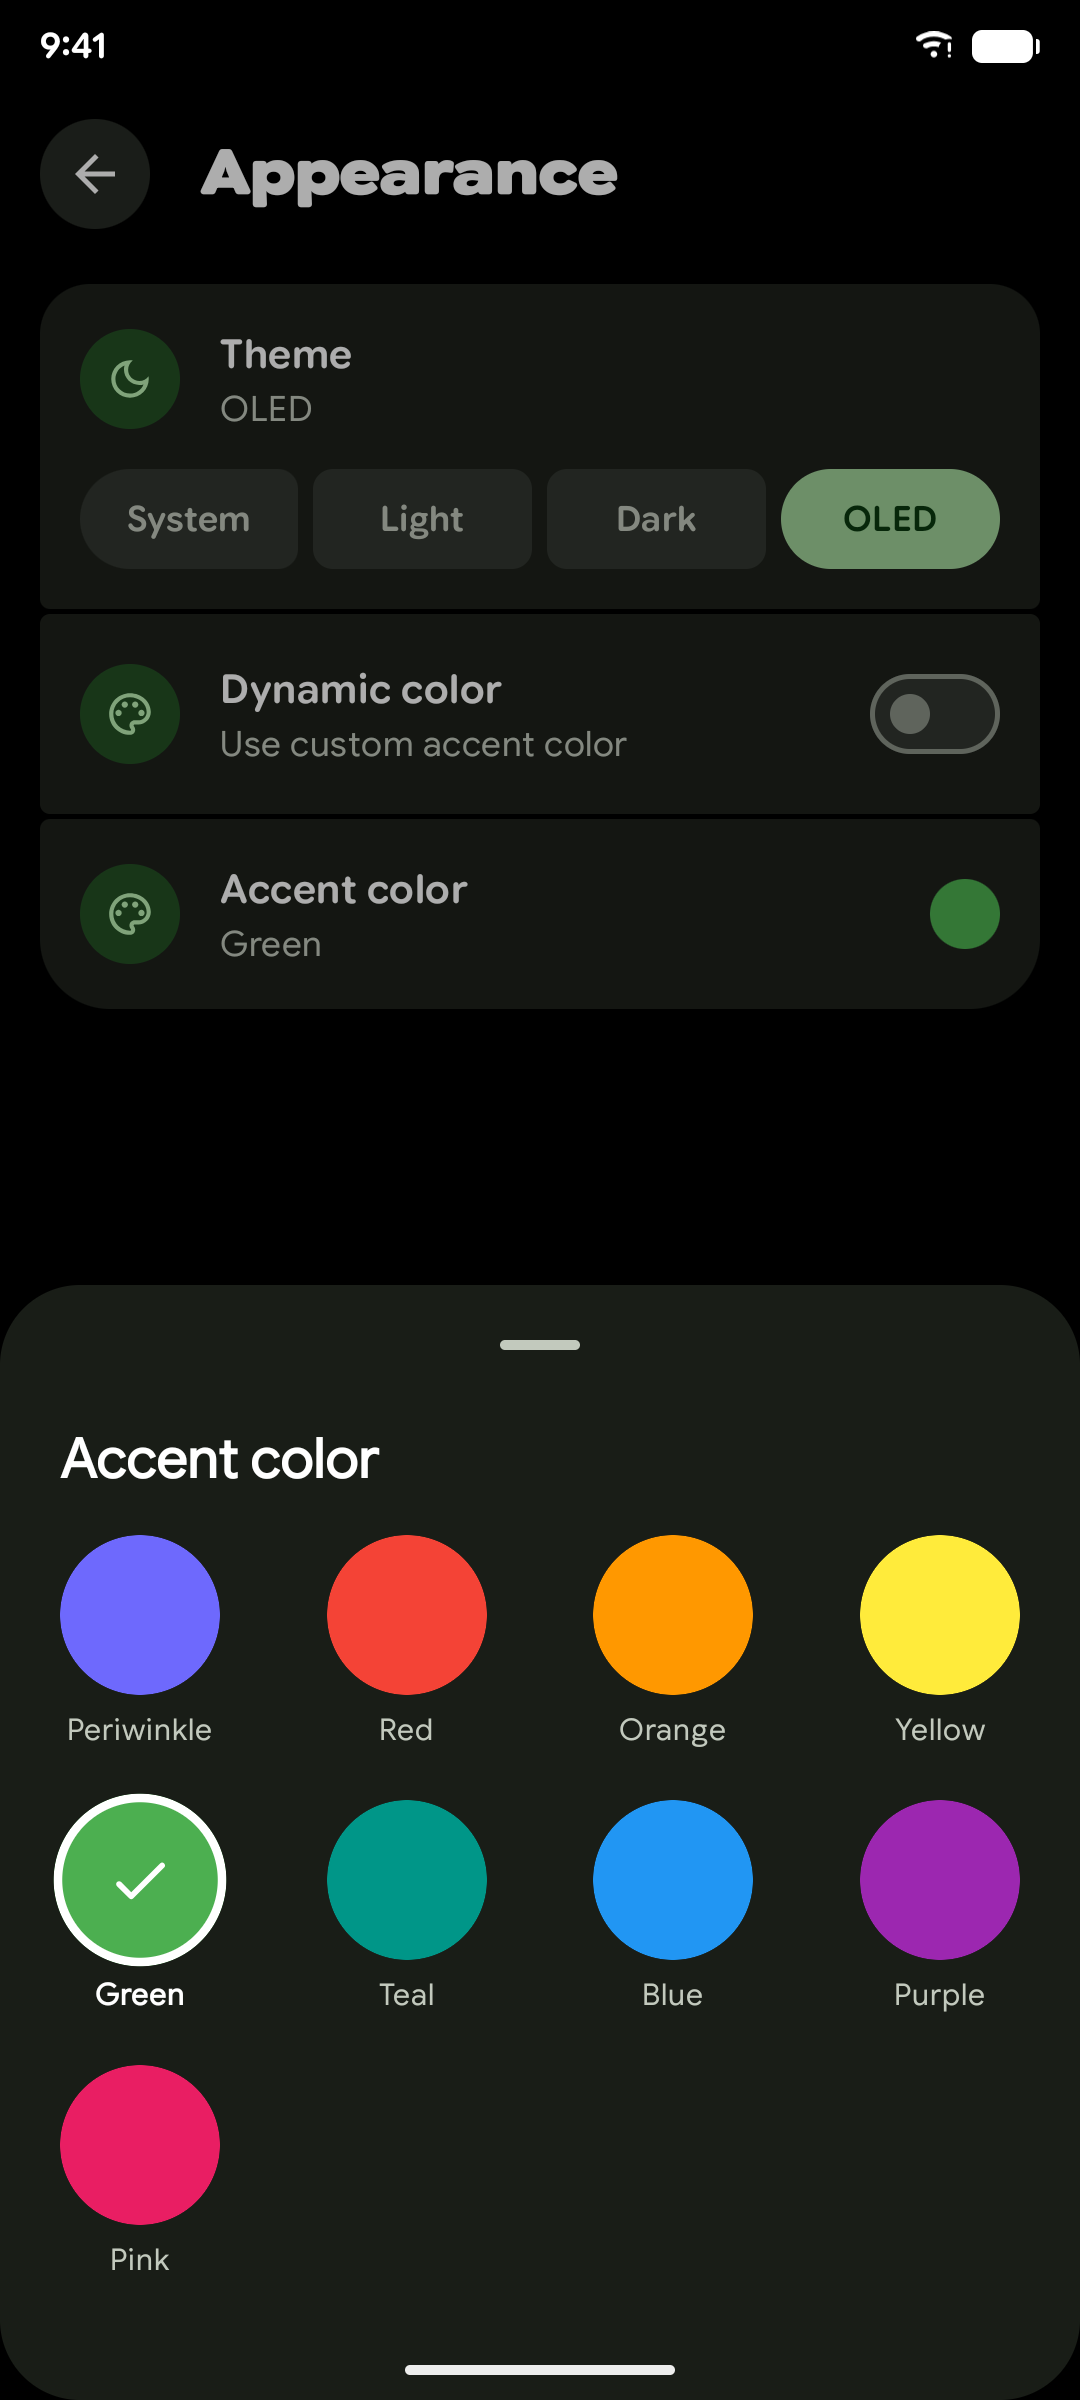 9:41
Appearance
Theme
OLED
System
Light
Dark
OLED
Dynamic color
Use custom accent color
Accent color
Green
Accent color
Periwinkle
Red
Orange
Yellow
Green
Teal
Blue
Purple
Pink